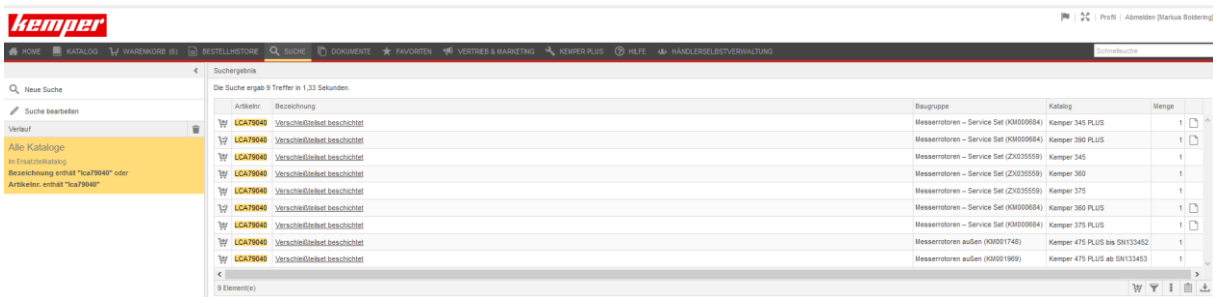 kemper
Profil | Abmelden [Markus Boldering]
HOME KATALOG WARENKORB (6) BESTELLHISTORIE SUCHE DOKUMENTE FAVORITEN VERTRIEB & MARKETING KEMPER PLUS HILFE HÄNDLERSELBSTVERWALTUNG Schnellsuche
Suchergebnis
Neue Suche
Suche bearbeiten
Verlauf
Alle Kataloge
Im Ersatzteilkatalog
Bezeichnung enthält "lca79040" oder
Artikelnr. enthält "lca79040"
Die Suche ergab 9 Treffer in 1,33 Sekunden.
Artikelnr. Bezeichnung Baugruppe Katalog Menge
LCA79040 Verschleißteilset beschichtet Messerrotoren – Service Set (KM000684) Kemper 345 PLUS 1
LCA79040 Verschleißteilset beschichtet Messerrotoren – Service Set (KM000684) Kemper 390 PLUS 1
LCA79040 Verschleißteilset beschichtet Messerrotoren – Service Set (ZX035559) Kemper 345 1
LCA79040 Verschleißteilset beschichtet Messerrotoren – Service Set (ZX035559) Kemper 360 1
LCA79040 Verschleißteilset beschichtet Messerrotoren – Service Set (ZX035559) Kemper 375 1
LCA79040 Verschleißteilset beschichtet Messerrotoren – Service Set (KM000684) Kemper 360 PLUS 1
LCA79040 Verschleißteilset beschichtet Messerrotoren – Service Set (KM000684) Kemper 375 PLUS 1
LCA79040 Verschleißteilset beschichtet Messerrotoren außen (KM001748) Kemper 475 PLUS bis SN133452 1
LCA79040 Verschleißteilset beschichtet Messerrotoren außen (KM001969) Kemper 475 PLUS ab SN133453 1
9 Element(e)